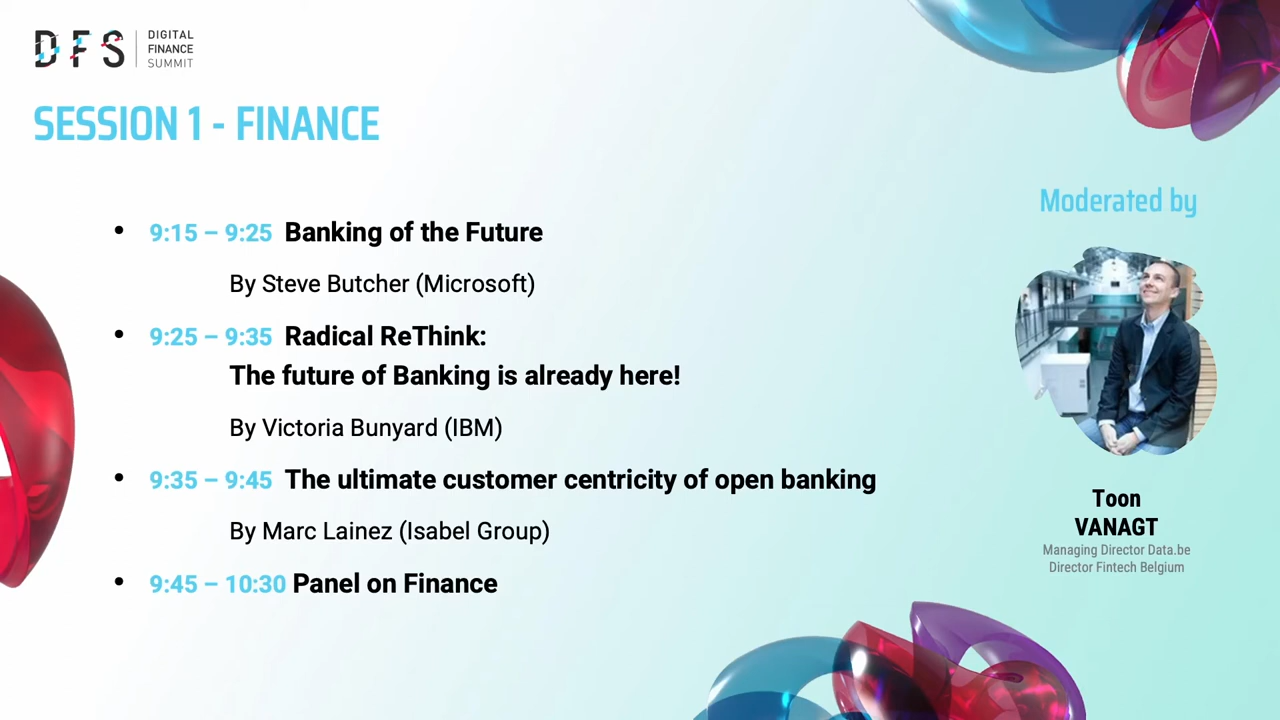 DFS
DIGITAL
FINANCE
SUMMIT
SESSION 1 - FINANCE
• 9:15 – 9:25 Banking of the Future
By Steve Butcher (Microsoft)
• 9:25 – 9:35 Radical ReThink:
The future of Banking is already here!
By Victoria Bunyard (IBM)
• 9:35 – 9:45 The ultimate customer centricity of open banking
By Marc Lainez (Isabel Group)
• 9:45 – 10:30 Panel on Finance
Moderated by
Toon
VANAGT
Managing Director Data.be
Director Fintech Belgium